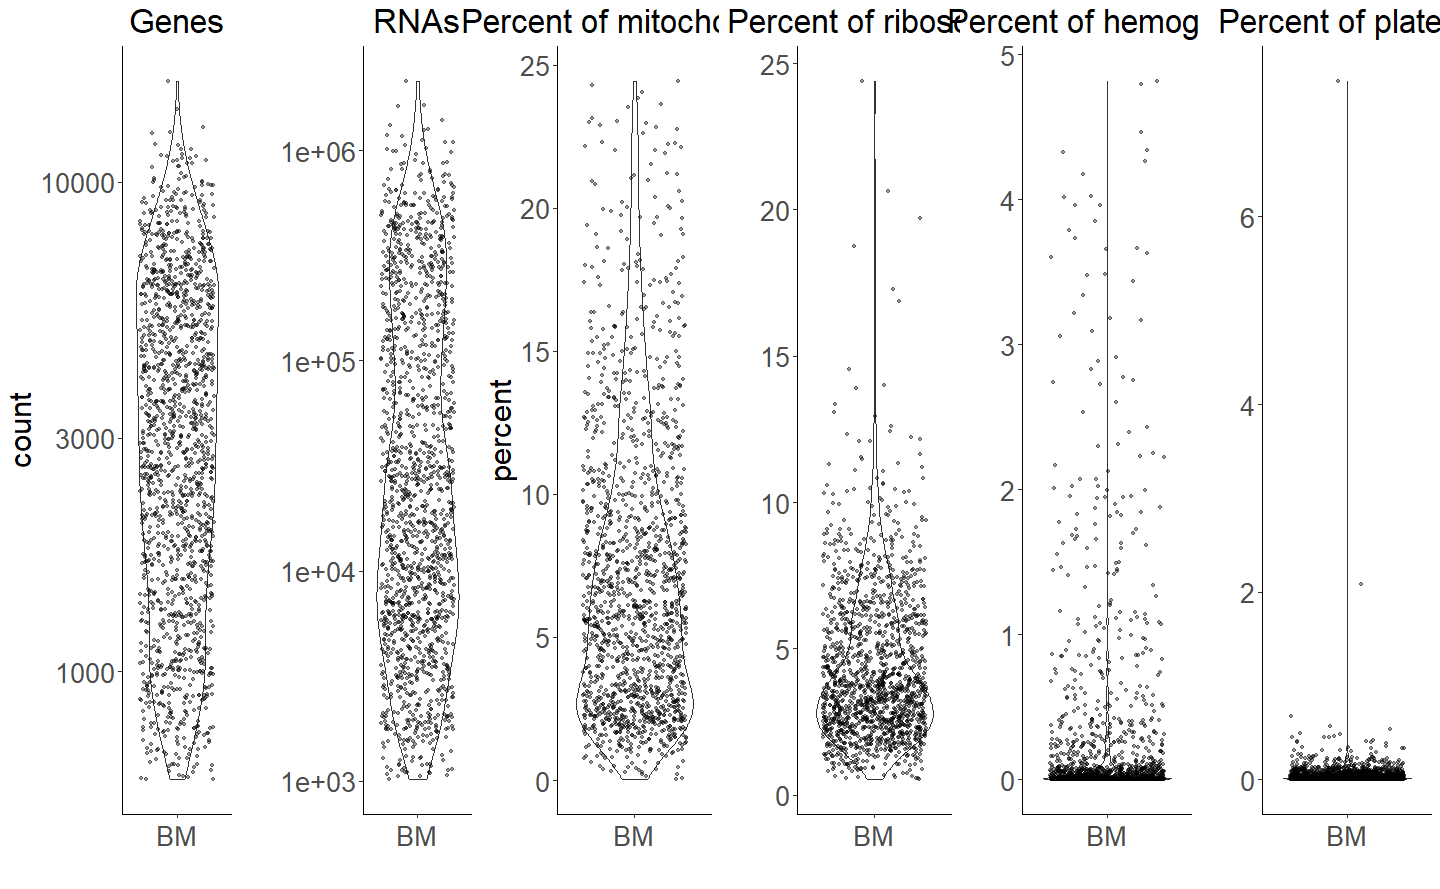 Genes
RNAs
Percent of mitocho
Percent of ribos
Percent of hemog
Percent of plate
count
10000
3000
1000
BM
1e+06
1e+05
1e+04
1e+03
BM
percent
25
20
15
10
5
0
BM
25
20
15
10
5
0
BM
5
4
3
2
1
0
BM
6
4
2
0
BM